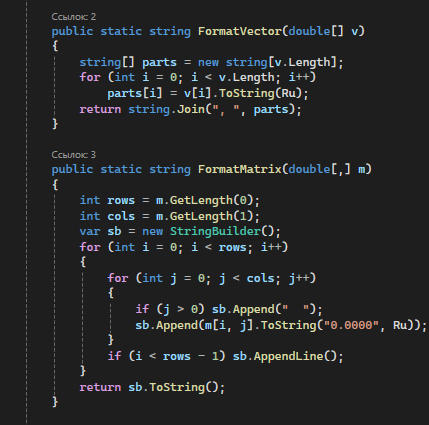 Ссылок: 2
public static string FormatVector(double[] v)
{
    string[] parts = new string[v.Length];
    for (int i = 0; i < v.Length; i++)
        parts[i] = v[i].ToString(Ru);
    return string.Join(", ", parts);
}
Ссылок: 3
public static string FormatMatrix(double[,] m)
{
    int rows = m.GetLength(0);
    int cols = m.GetLength(1);
    var sb = new StringBuilder();
    for (int i = 0; i < rows; i++)
    {
        for (int j = 0; j < cols; j++)
        {
            if (j > 0) sb.Append("  ");
            sb.Append(m[i, j].ToString("0.0000", Ru));
        }
        if (i < rows - 1) sb.AppendLine();
    }
    return sb.ToString();
}